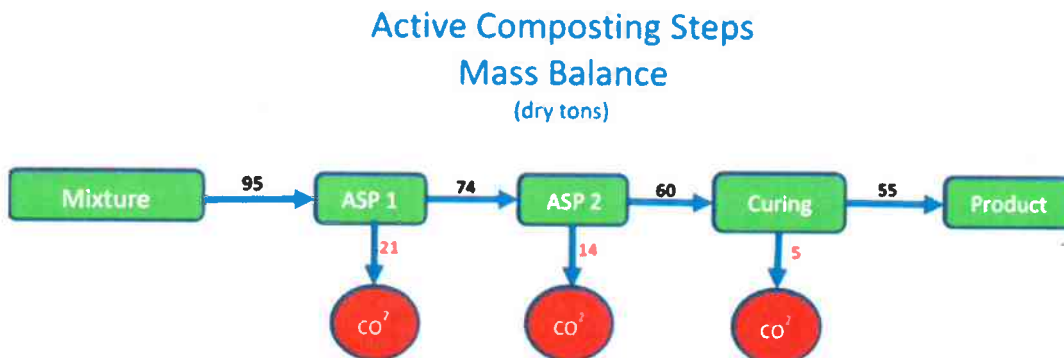 Active Composting Steps
Mass Balance
(dry tons)
Mixture 95 ASP 1 74 ASP 2 60 Curing 55 Product
21 14 5
CO² CO² CO²